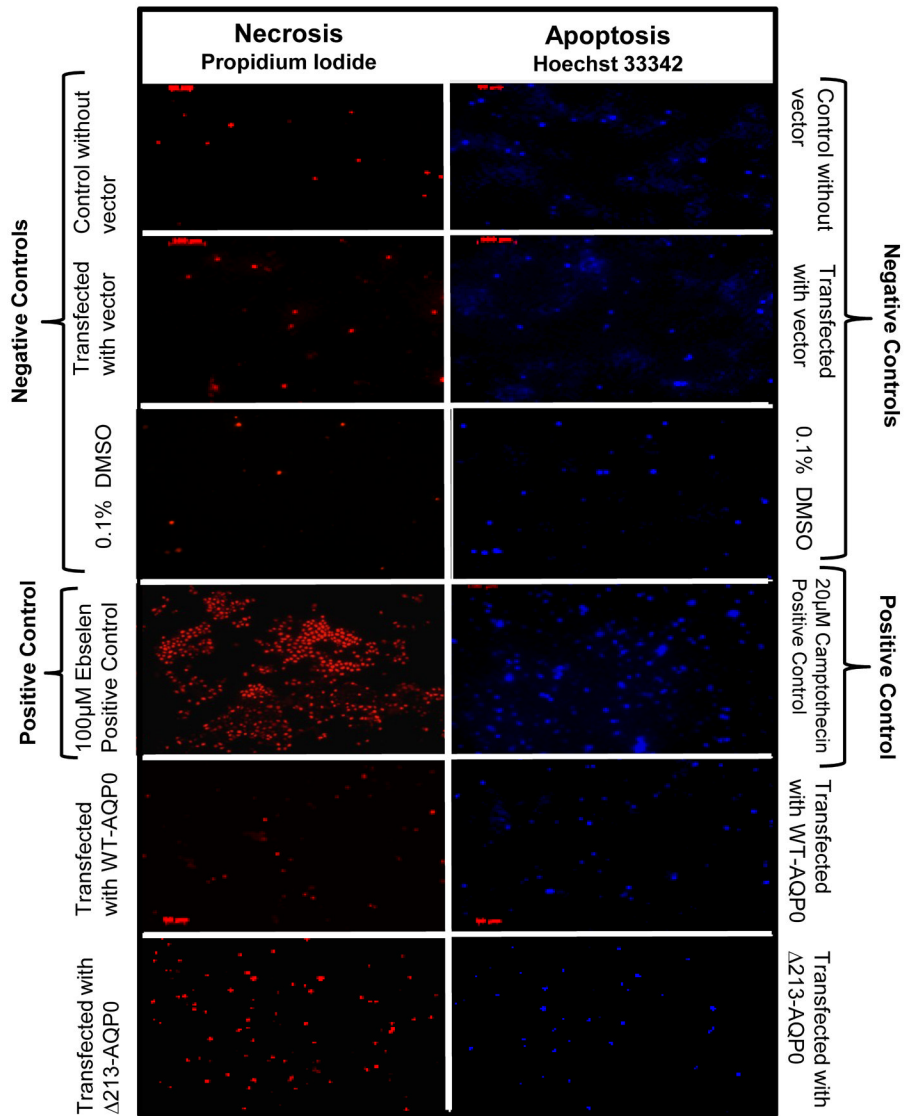 Necrosis
Propidium Iodide
Apoptosis
Hoechst 33342
Negative Controls
Control without
vector
Transfected
with vector
0.1% DMSO
Positive Control
100µM Ebselen
Positive Control
Transfected
with WT-AQP0
Transfected with
Δ213-AQP0
Control without
vector
Transfected
with vector
0.1% DMSO
Negative Controls
20µM Camptothecin
Positive Control
Positive Control
Transfected
with WT-AQP0
Transfected with
Δ213-AQP0